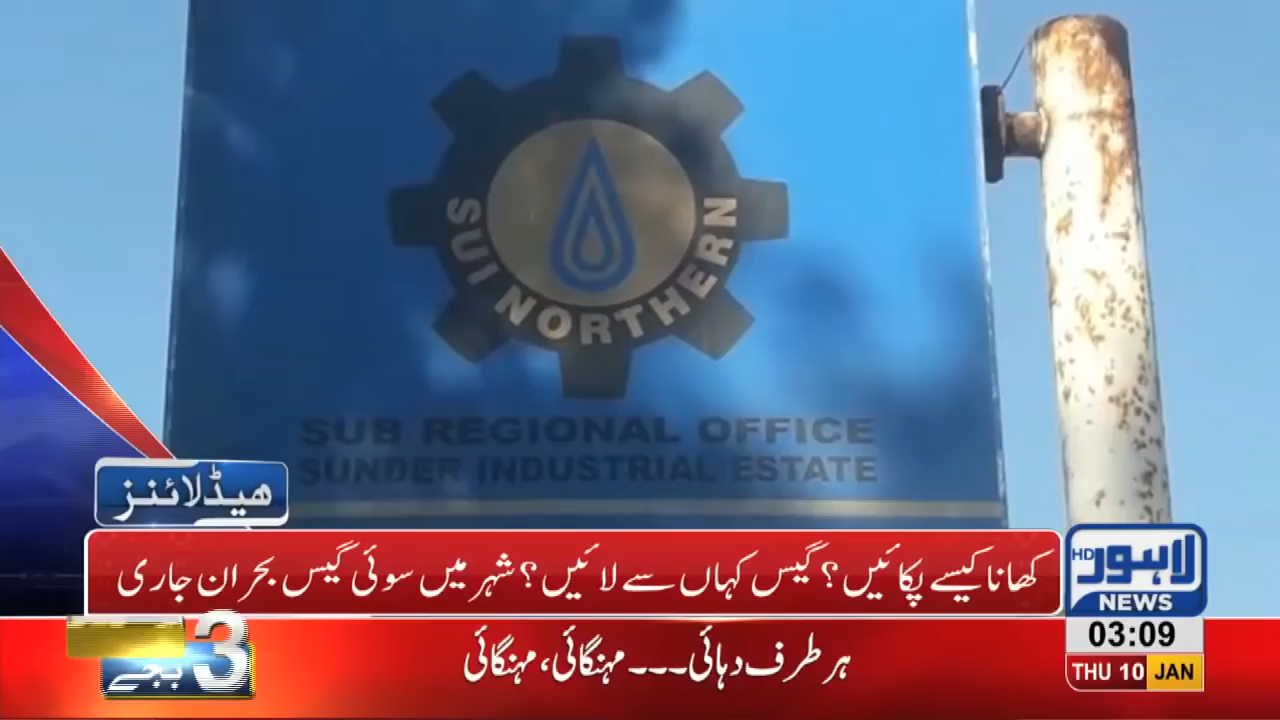 SUI NORTHERN
SUB REGIONAL OFFICE
SUNDER INDUSTRIAL ESTATE
ھیڈلائنز
کھانا کیسے پکائیں؟ گیس کہاں سے لائیں؟ شہر میں سوئی گیس بحران جاری
HD لاہور
NEWS
03:09
THU 10 JAN
3 بجے
ہر طرف دہائی۔۔۔ مہنگائی، مہنگائی